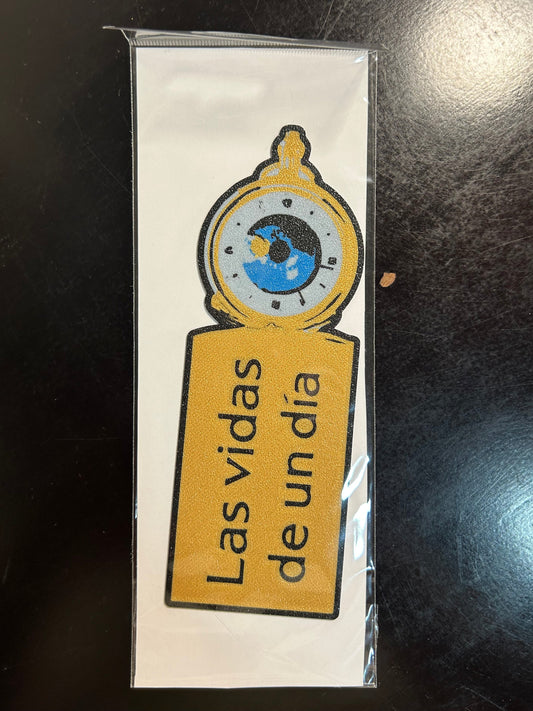 Las vidas
de un día